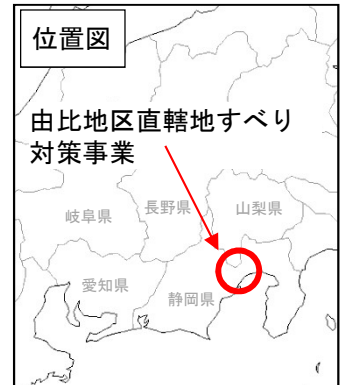 位置図
由比地区直轄地すべり
対策事業
岐阜県
長野県
山梨県
愛知県
静岡県